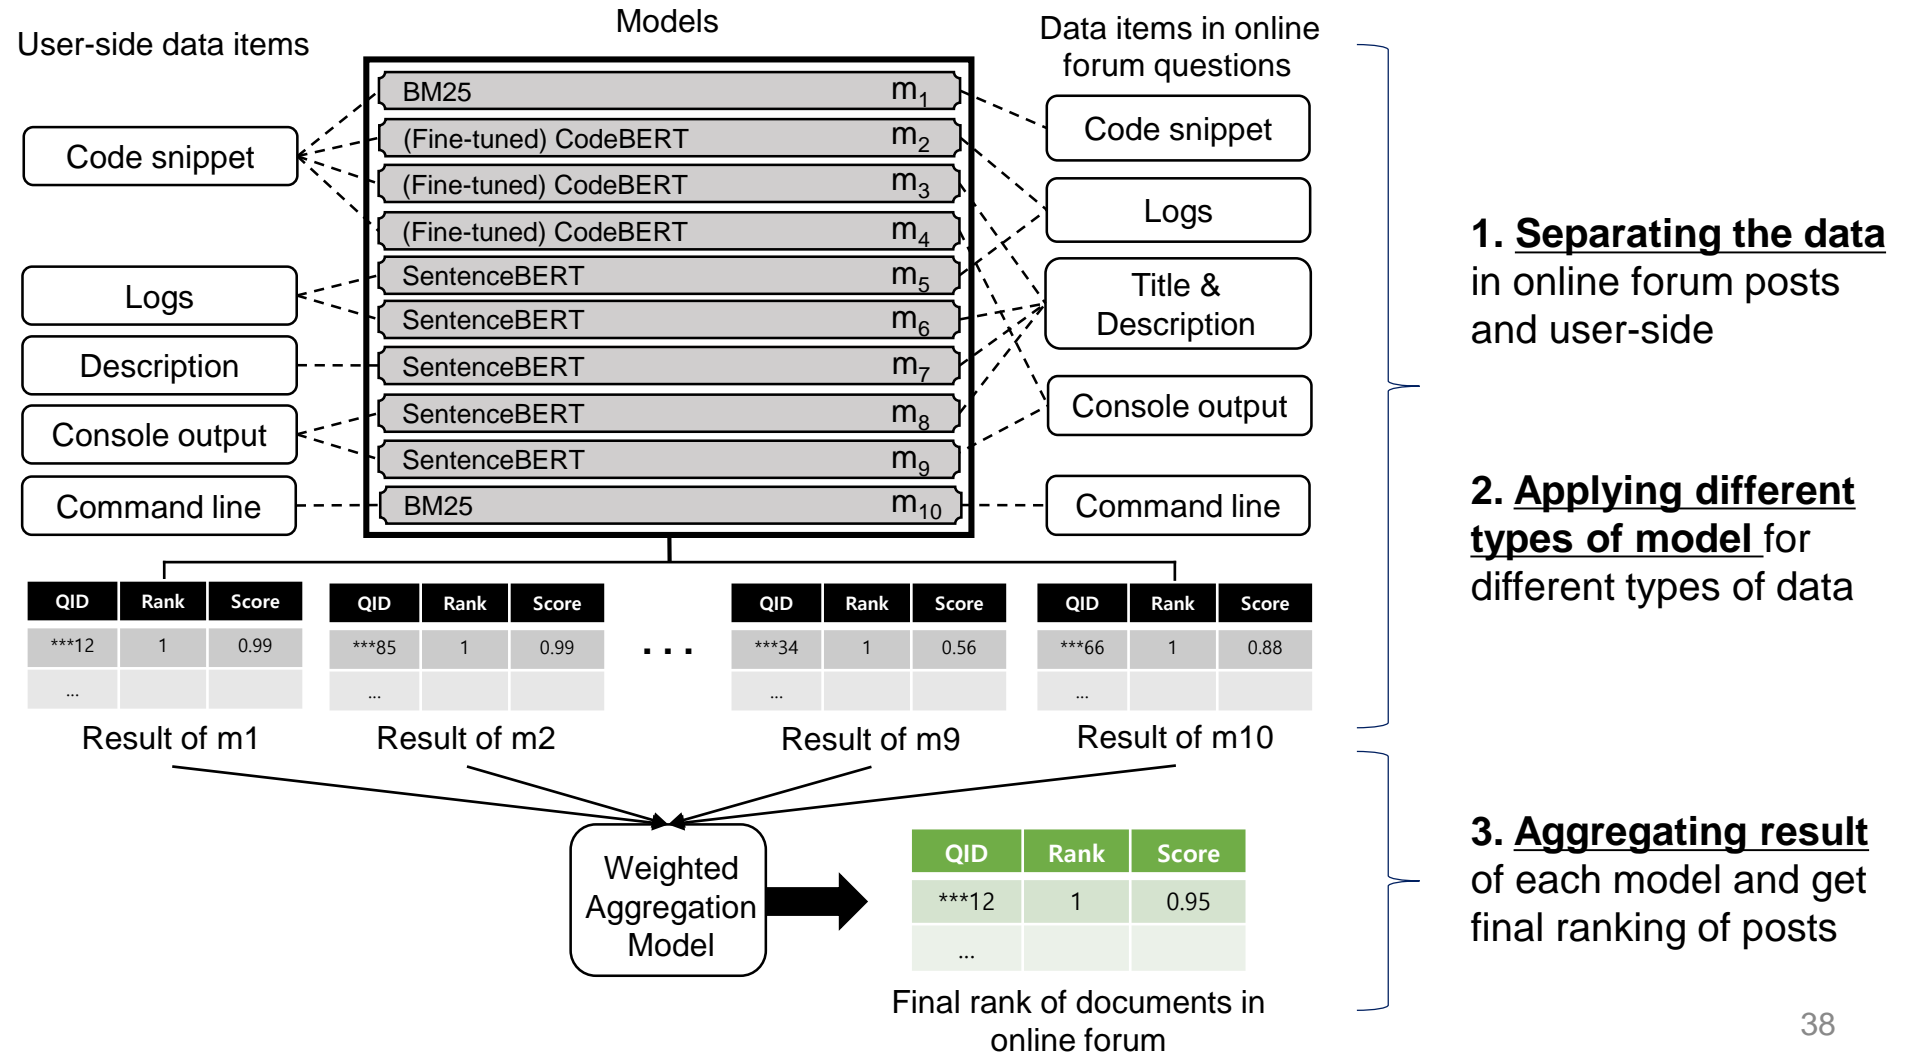 User-side data items
Models
Data items in online
forum questions
BM25 m1
(Fine-tuned) CodeBERT m2
(Fine-tuned) CodeBERT m3
(Fine-tuned) CodeBERT m4
SentenceBERT m5
SentenceBERT m6
SentenceBERT m7
SentenceBERT m8
SentenceBERT m9
BM25 m10
Code snippet
Logs
Description
Console output
Command line
Code snippet
Logs
Title &
Description
Console output
Command line
QID Rank Score
***12 1 0.99
...
Result of m1
QID Rank Score
***85 1 0.99
...
Result of m2
...
QID Rank Score
***34 1 0.56
...
Result of m9
QID Rank Score
***66 1 0.88
...
Result of m10
Weighted
Aggregation
Model
QID Rank Score
***12 1 0.95
...
Final rank of documents in
online forum
1. Separating the data
in online forum posts
and user-side
2. Applying different
types of model for
different types of data
3. Aggregating result
of each model and get
final ranking of posts
38